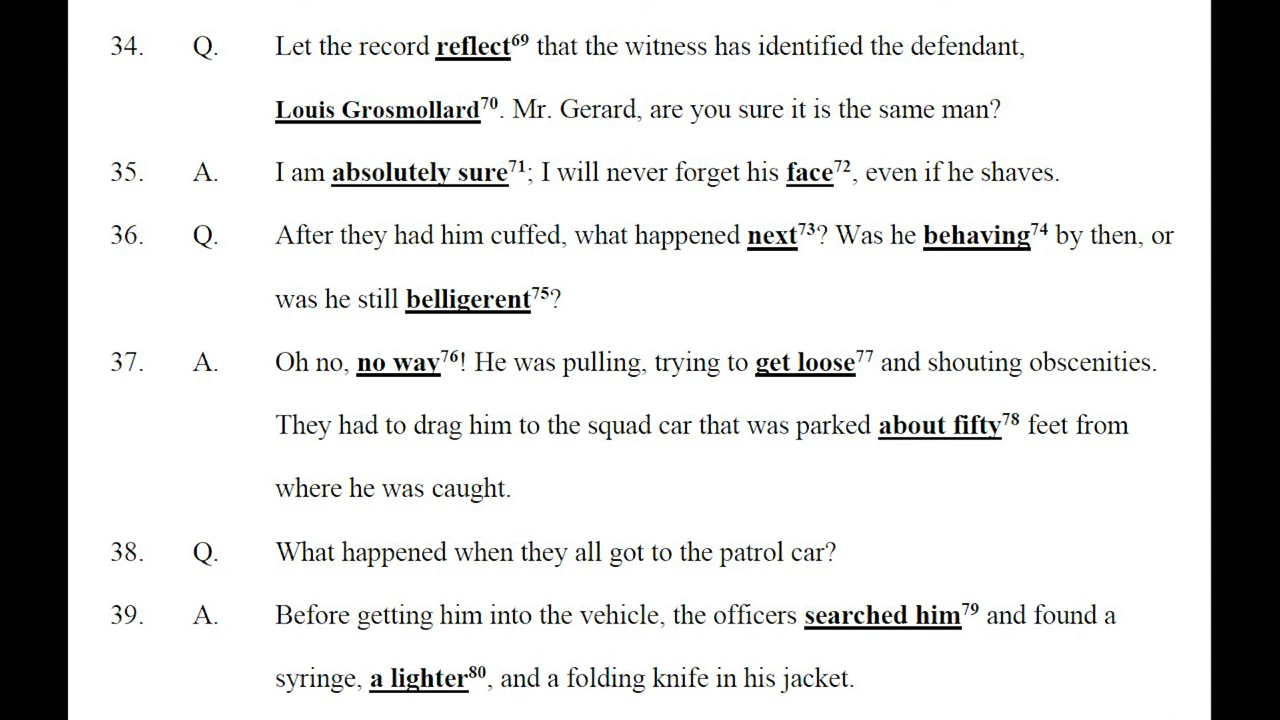 34. Q. Let the record reflect⁶⁹ that the witness has identified the defendant,
Louis Grosmollard⁷⁰. Mr. Gerard, are you sure it is the same man?
35. A. I am absolutely sure⁷¹; I will never forget his face⁷², even if he shaves.
36. Q. After they had him cuffed, what happened next⁷³? Was he behaving⁷⁴ by then, or
was he still belligerent⁷⁵?
37. A. Oh no, no way⁷⁶! He was pulling, trying to get loose⁷⁷ and shouting obscenities.
They had to drag him to the squad car that was parked about fifty⁷⁸ feet from
where he was caught.
38. Q. What happened when they all got to the patrol car?
39. A. Before getting him into the vehicle, the officers searched him⁷⁹ and found a
syringe, a lighter⁸⁰, and a folding knife in his jacket.